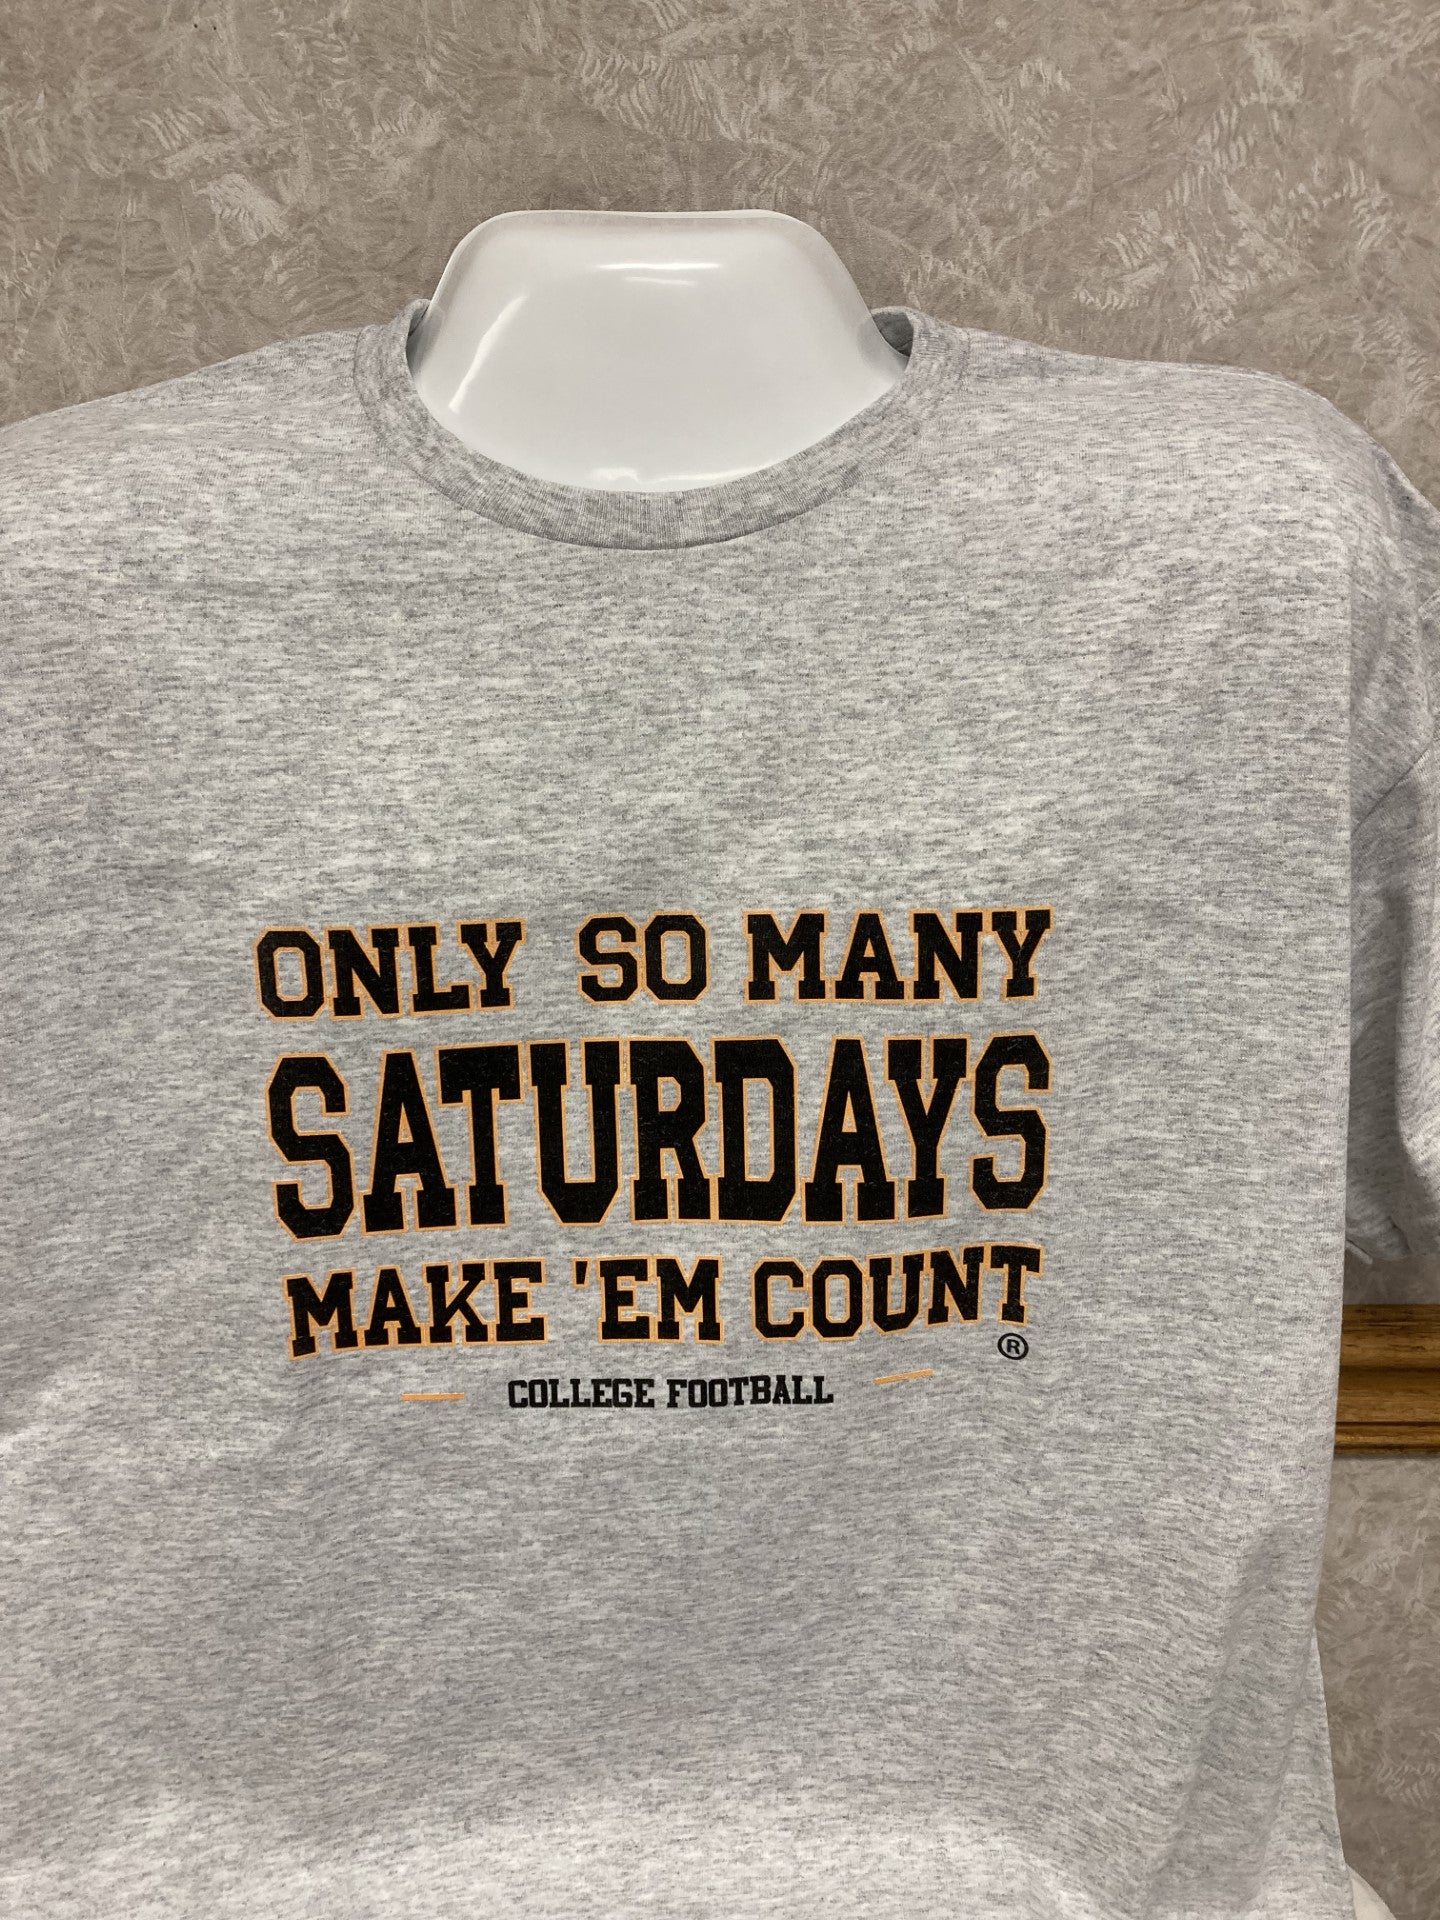 ONLY SO MANY
SATURDAYS
MAKE 'EM COUNT
®
COLLEGE FOOTBALL